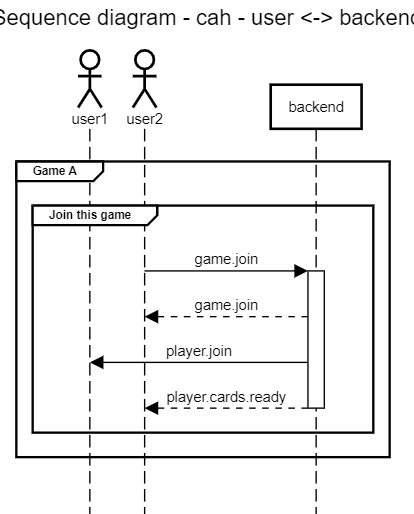 Sequence diagram - cah - user <-> backend
user1
user2
backend
Game A
Join this game
game.join
game.join
player.join
player.cards.ready